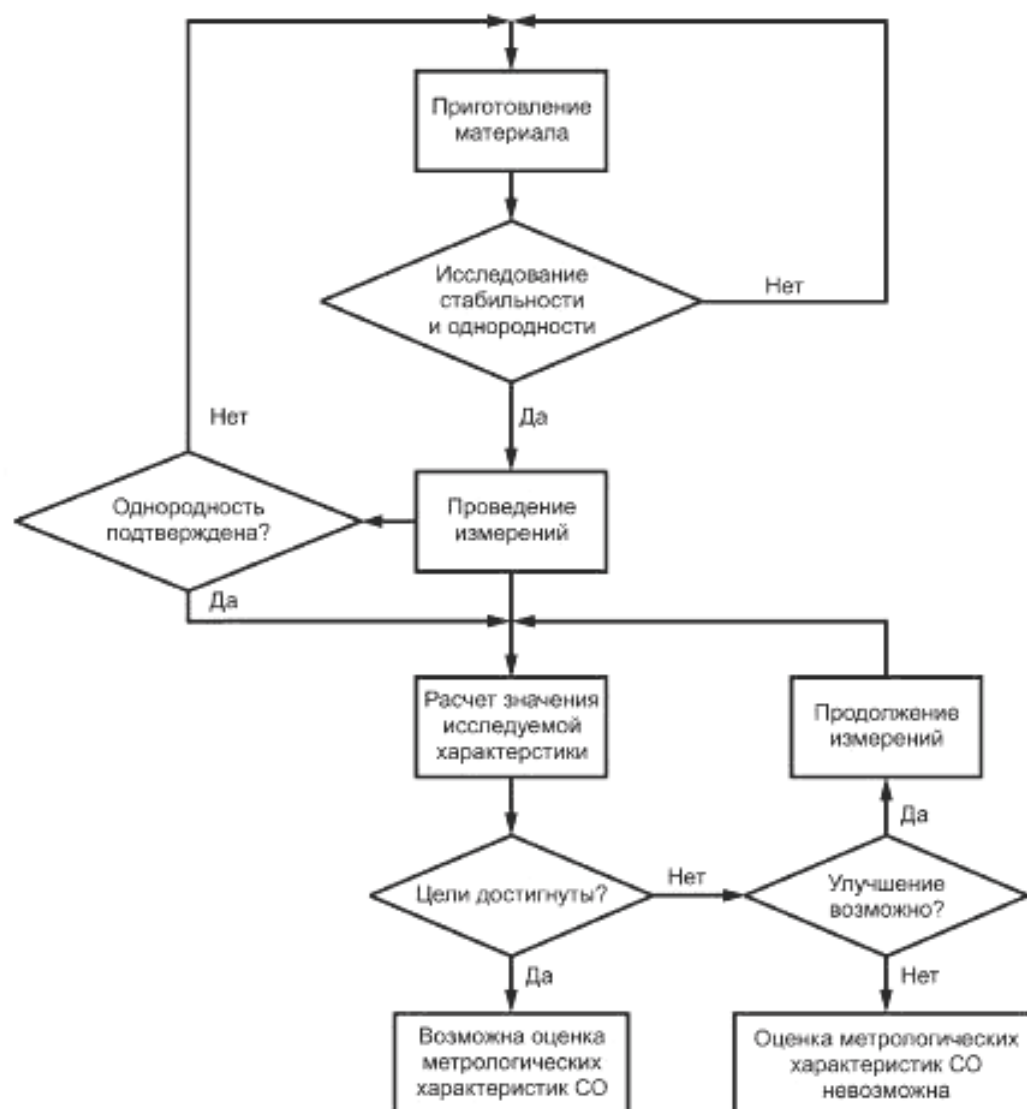 Приготовление
материала
Исследование
стабильности
и однородности
Нет
Да
Нет
Однородность
подтверждена?
Проведение
измерений
Да
Расчет значения
исследуемой
характерстики
Продолжение
измерений
Да
Цели достигнуты?
Нет
Улучшение
возможно?
Да
Нет
Возможна оценка
метрологических
характеристик СО
Оценка метрологических
характеристик СО
невозможна